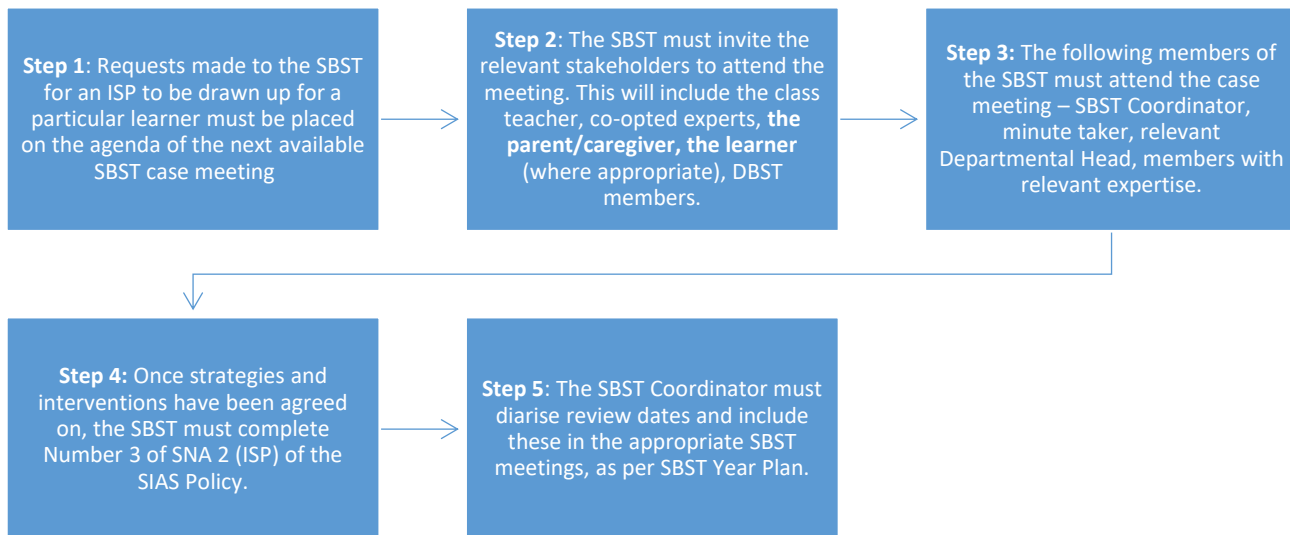 Step 1: Requests made to the SBST
for an ISP to be drawn up for a
particular learner must be placed
on the agenda of the next available
SBST case meeting
Step 2: The SBST must invite the
relevant stakeholders to attend the
meeting. This will include the class
teacher, co-opted experts, the
parent/caregiver, the learner
(where appropriate), DBST
members.
Step 3: The following members of
the SBST must attend the case
meeting – SBST Coordinator,
minute taker, relevant
Departmental Head, members with
relevant expertise.
Step 4: Once strategies and
interventions have been agreed
on, the SBST must complete
Number 3 of SNA 2 (ISP) of the
SIAS Policy.
Step 5: The SBST Coordinator must
diarise review dates and include
these in the appropriate SBST
meetings, as per SBST Year Plan.